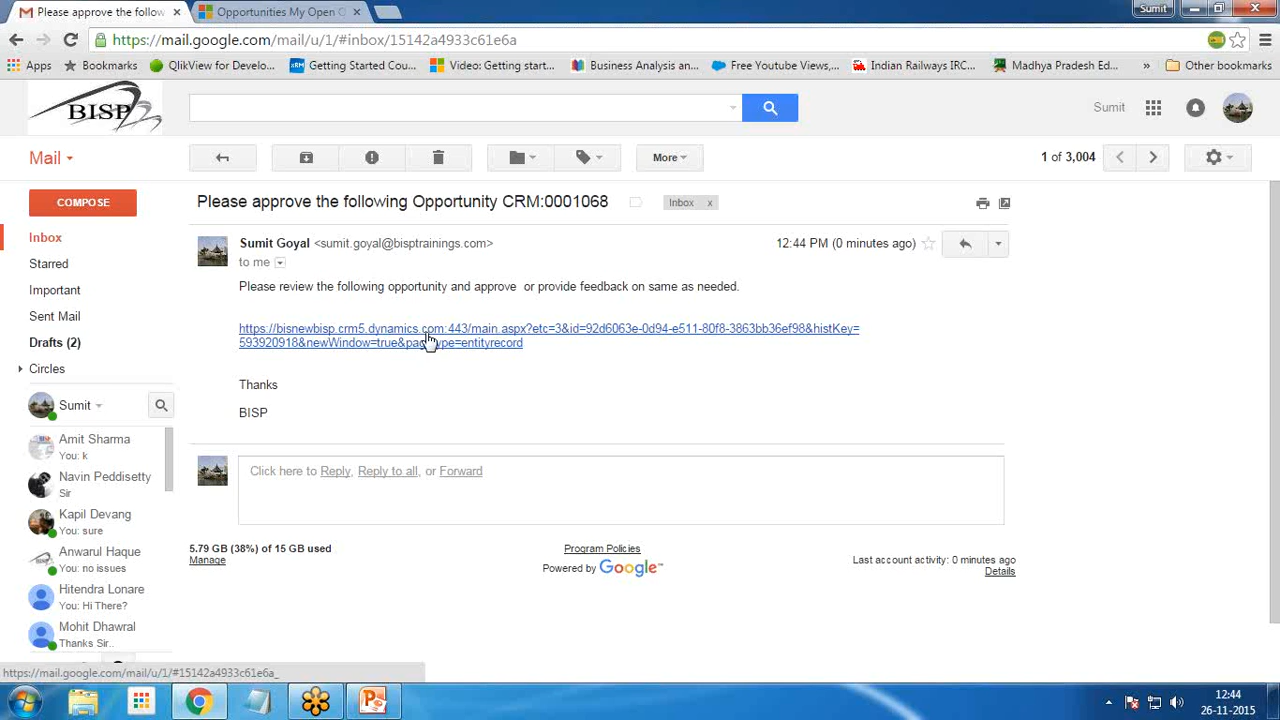 Please approve the follow
Opportunities My Open O
Sumit
https://mail.google.com/mail/u/1/#inbox/15142a4933c61e6a
Apps
Bookmarks
QlikView for Develo...
Getting Started Cou...
Video: Getting start...
Business Analysis an...
Free Youtube Views,...
Indian Railways IRC...
Madhya Pradesh Ed...
»
Other bookmarks
BISP
Sumit
Mail
More
1 of 3,004
COMPOSE
Please approve the following Opportunity CRM:0001068
Inbox x
Inbox
Starred
Important
Sent Mail
Drafts (2)
Circles
Sumit
Sumit Goyal <sumit.goyal@bisptrainings.com>
12:44 PM (0 minutes ago)
to me
Please review the following opportunity and approve or provide feedback on same as needed.
https://bisnewbisp.crm5.dynamics.com:443/main.aspx?etc=3&id=92d6063e-0d94-e511-80f8-3863bb36ef98&histKey=
593920918&newWindow=true&pagetype=entityrecord
Thanks
BISP
Amit Sharma
You: k
Navin Peddisetty
Sir
Kapil Devang
You: sure
Anwarul Haque
You: no issues
Hitendra Lonare
You: Hi There?
Mohit Dhawral
Thanks Sir..
Click here to Reply, Reply to all, or Forward
5.79 GB (38%) of 15 GB used
Manage
Program Policies
Powered by Google™
Last account activity: 0 minutes ago
Details
https://mail.google.com/mail/u/1/#15142a4933c61e6a_
12:44
26-11-2015